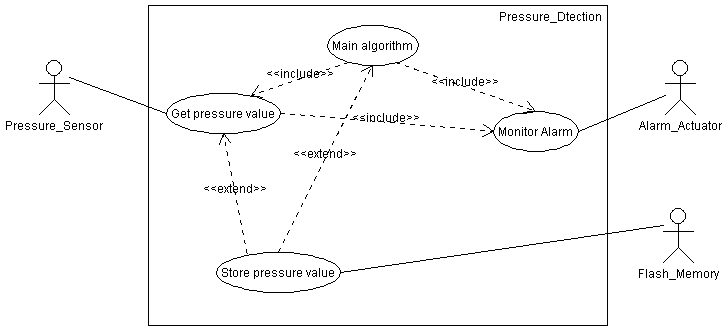 Pressure_Dtection
Main algorithm
<<include>>
<<include>>
Pressure_Sensor
Get pressure value
<<include>>
Monitor Alarm
Alarm_Actuator
<<extend>>
<<extend>>
Store pressure value
Flash_Memory